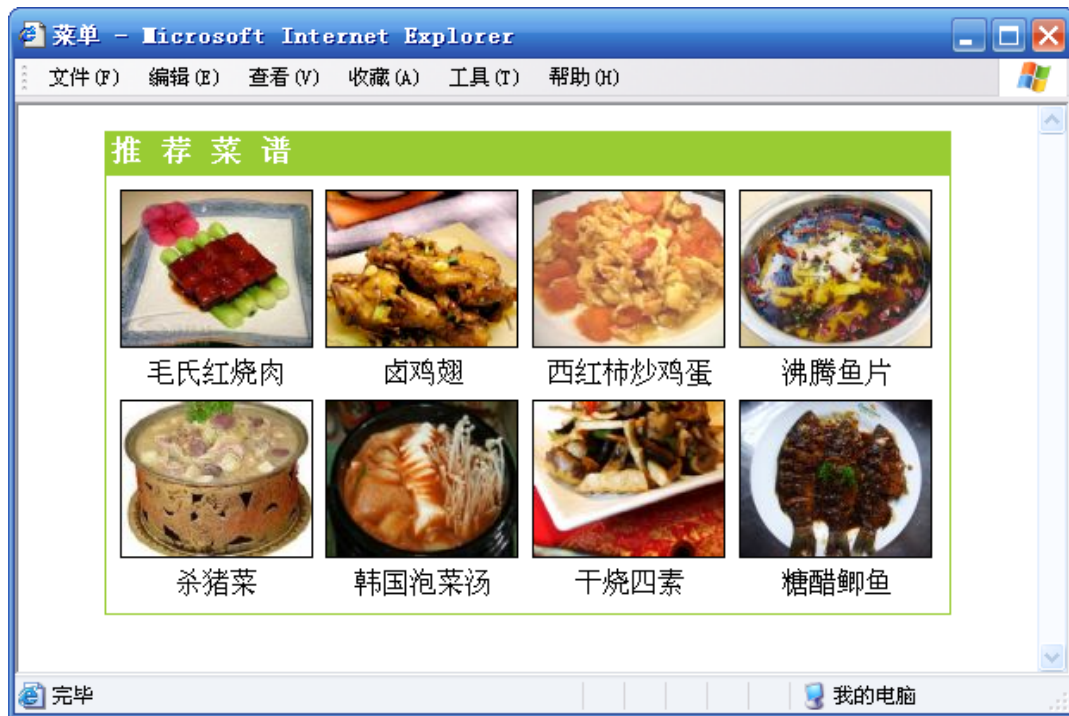 菜单 - Microsoft Internet Explorer
文件(F) 编辑(E) 查看(V) 收藏(A) 工具(T) 帮助(H)
推 荐 菜 谱
毛氏红烧肉 卤鸡翅 西红柿炒鸡蛋 沸腾鱼片
杀猪菜 韩国泡菜汤 干烧四素 糖醋鲫鱼
完毕 我的电脑